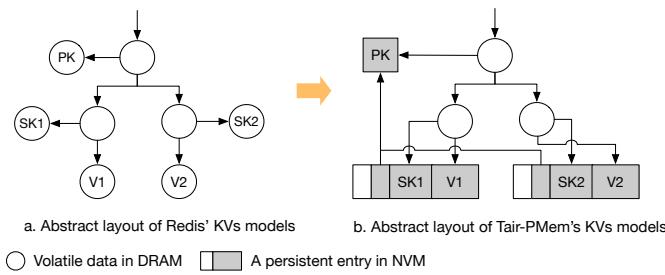 PK
SK1
SK2
V1
V2
PK
SK1
V1
SK2
V2
a. Abstract layout of Redis' KVs models
b. Abstract layout of Tair-PMem's KVs models
Volatile data in DRAM
A persistent entry in NVM